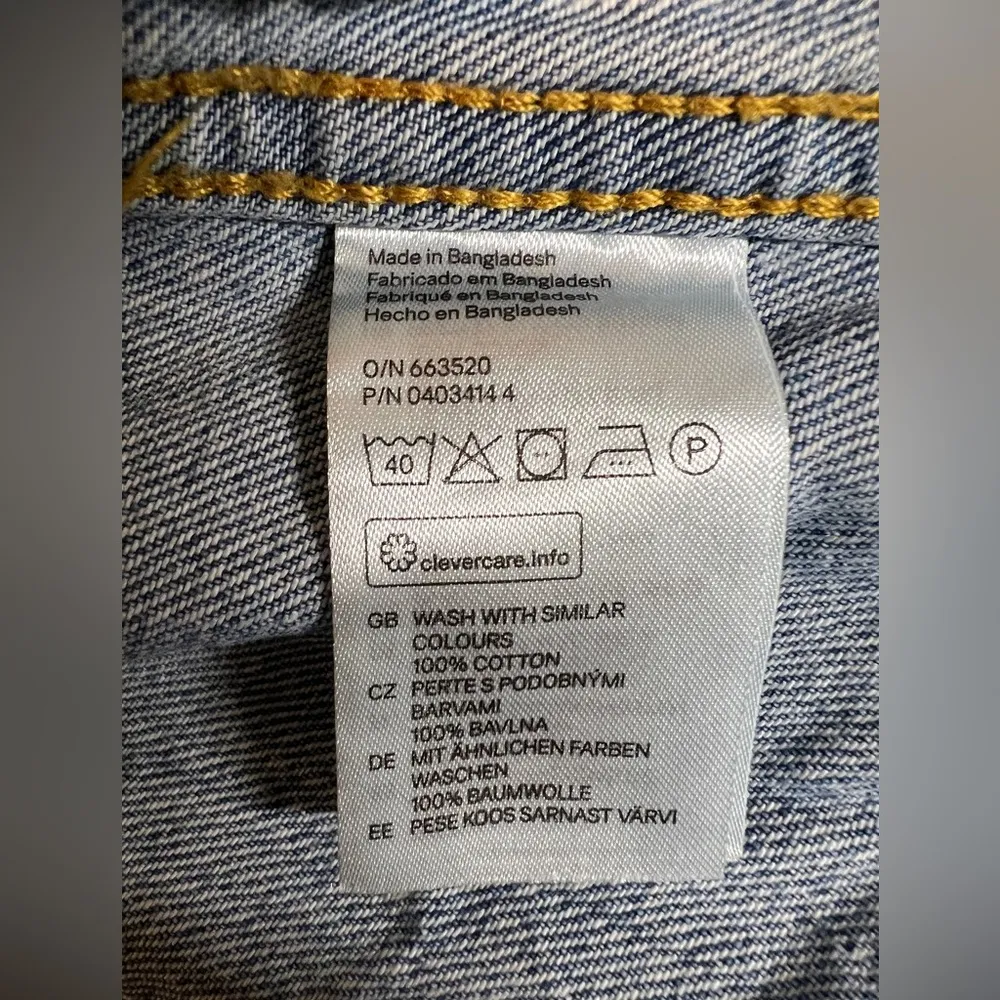 Made in Bangladesh
Fabricado em Bangladesh
Fabriqué en Bangladesh
Hecho en Bangladesh
O/N 663520
P/N 0403414 4
40
P
clevercare.info
GB WASH WITH SIMILAR
COLOURS
100% COTTON
CZ PERTE S PODOBNÝMI
BARVAMI
100% BAVLNA
DE MIT ÄHNLICHEN FARBEN
WASCHEN
100% BAUMWOLLE
EE PESE KOOS SARNAST VÄRVI